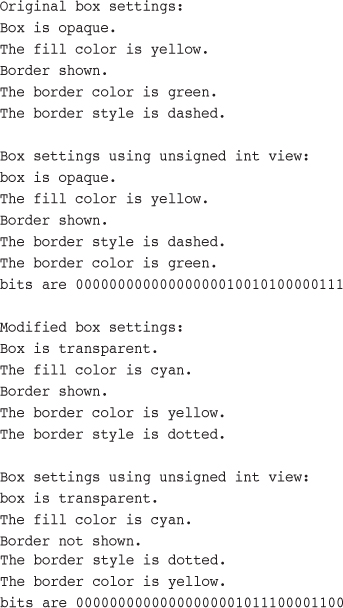 Original box settings:
Box is opaque.
The fill color is yellow.
Border shown.
The border color is green.
The border style is dashed.
Box settings using unsigned int view:
box is opaque.
The fill color is yellow.
Border shown.
The border style is dashed.
The border color is green.
bits are 00000000000000000010010100000111
Modified box settings:
Box is transparent.
The fill color is cyan.
Border shown.
The border color is yellow.
The border style is dotted.
Box settings using unsigned int view:
box is transparent.
The fill color is cyan.
Border not shown.
The border style is dotted.
The border color is yellow.
bits are 00000000000000000001011100001100